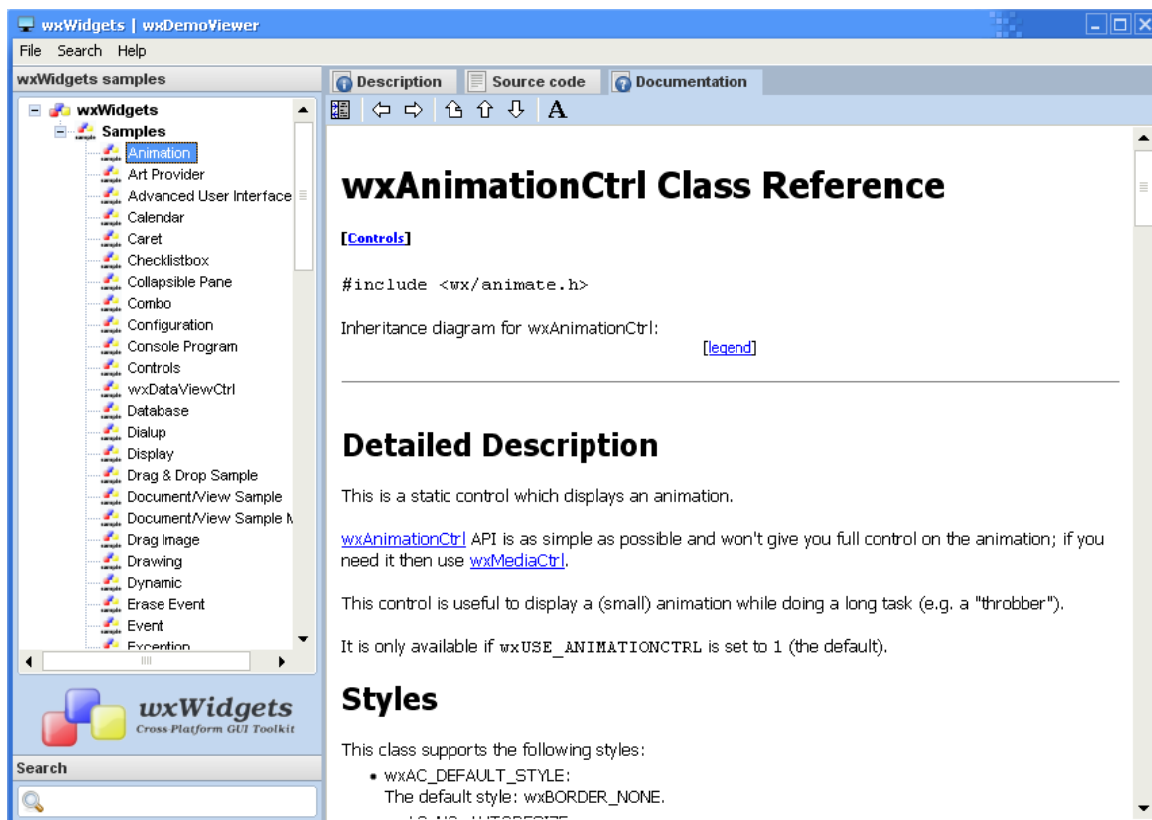 wxWidgets | wxDemoViewer
File Search Help
wxWidgets samples
wxWidgets
Samples
Animation
Art Provider
Advanced User Interface
Calendar
Caret
Checklistbox
Collapsible Pane
Combo
Configuration
Console Program
Controls
wxDataViewCtrl
Database
Dialup
Display
Drag & Drop Sample
Document/View Sample
Document/View Sample M
Drag Image
Drawing
Dynamic
Erase Event
Event
Exception
wxWidgets
Cross-Platform GUI Toolkit
Search
Description Source code Documentation
A
wxAnimationCtrl Class Reference
[Controls]
#include <wx/animate.h>
Inheritance diagram for wxAnimationCtrl:
[legend]
Detailed Description
This is a static control which displays an animation.
wxAnimationCtrl API is as simple as possible and won't give you full control on the animation; if you
need it then use wxMediaCtrl.
This control is useful to display a (small) animation while doing a long task (e.g. a "throbber").
It is only available if wxUSE_ANIMATIONCTRL is set to 1 (the default).
Styles
This class supports the following styles:
• wxAC_DEFAULT_STYLE:
The default style: wxBORDER_NONE.